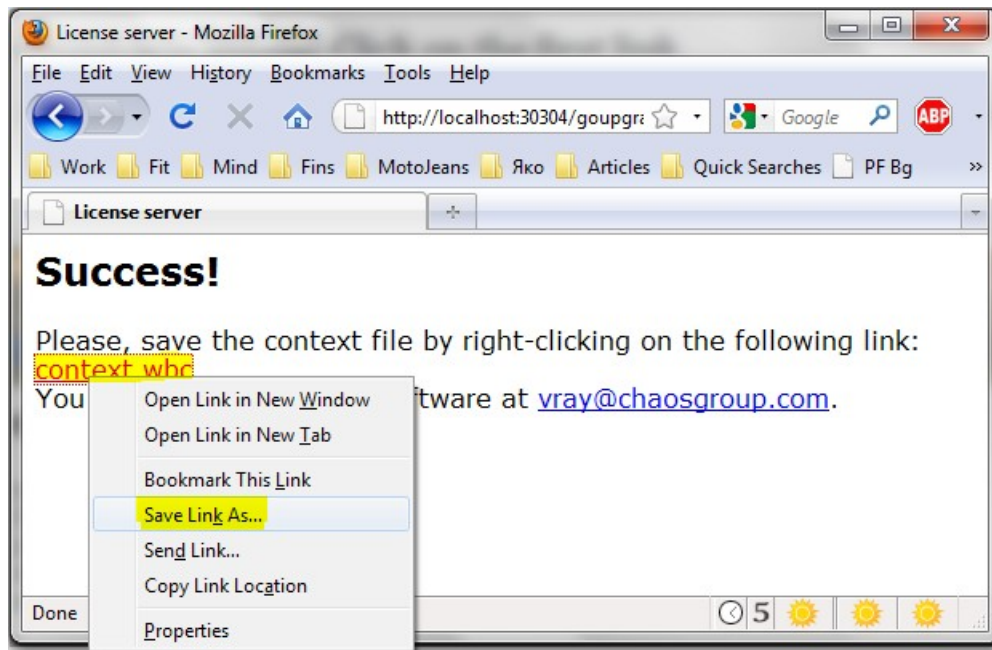 License server - Mozilla Firefox
File Edit View History Bookmarks Tools Help
http://localhost:30304/goupgra Google ABP
Work Fit Mind Fins MotoJeans Яко Articles Quick Searches PF Bg »
License server
Success!
Please, save the context file by right-clicking on the following link:
context.whc
You
tware at vray@chaosgroup.com.
Open Link in New Window
Open Link in New Tab
Bookmark This Link
Save Link As...
Send Link...
Copy Link Location
Properties
Done
5